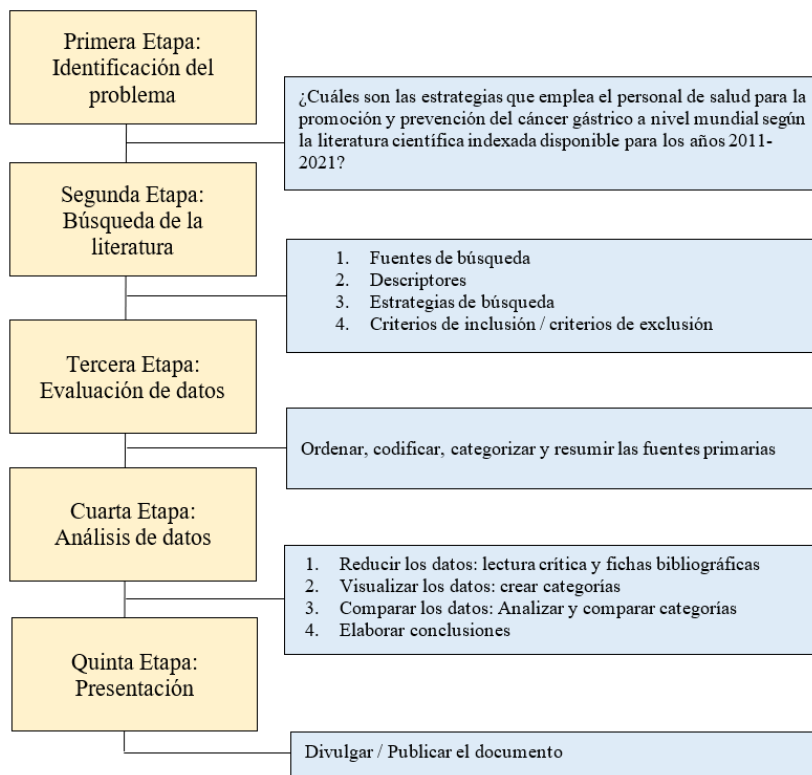 Primera Etapa:
Identificación del
problema
¿Cuáles son las estrategias que emplea el personal de salud para la
promoción y prevención del cáncer gástrico a nivel mundial según
la literatura científica indexada disponible para los años 2011-
2021?
Segunda Etapa:
Búsqueda de la
literatura
1. Fuentes de búsqueda
2. Descriptores
3. Estrategias de búsqueda
4. Criterios de inclusión / criterios de exclusión
Tercera Etapa:
Evaluación de datos
Ordenar, codificar, categorizar y resumir las fuentes primarias
Cuarta Etapa:
Análisis de datos
1. Reducir los datos: lectura crítica y fichas bibliográficas
2. Visualizar los datos: crear categorías
3. Comparar los datos: Analizar y comparar categorías
4. Elaborar conclusiones
Quinta Etapa:
Presentación
Divulgar / Publicar el documento